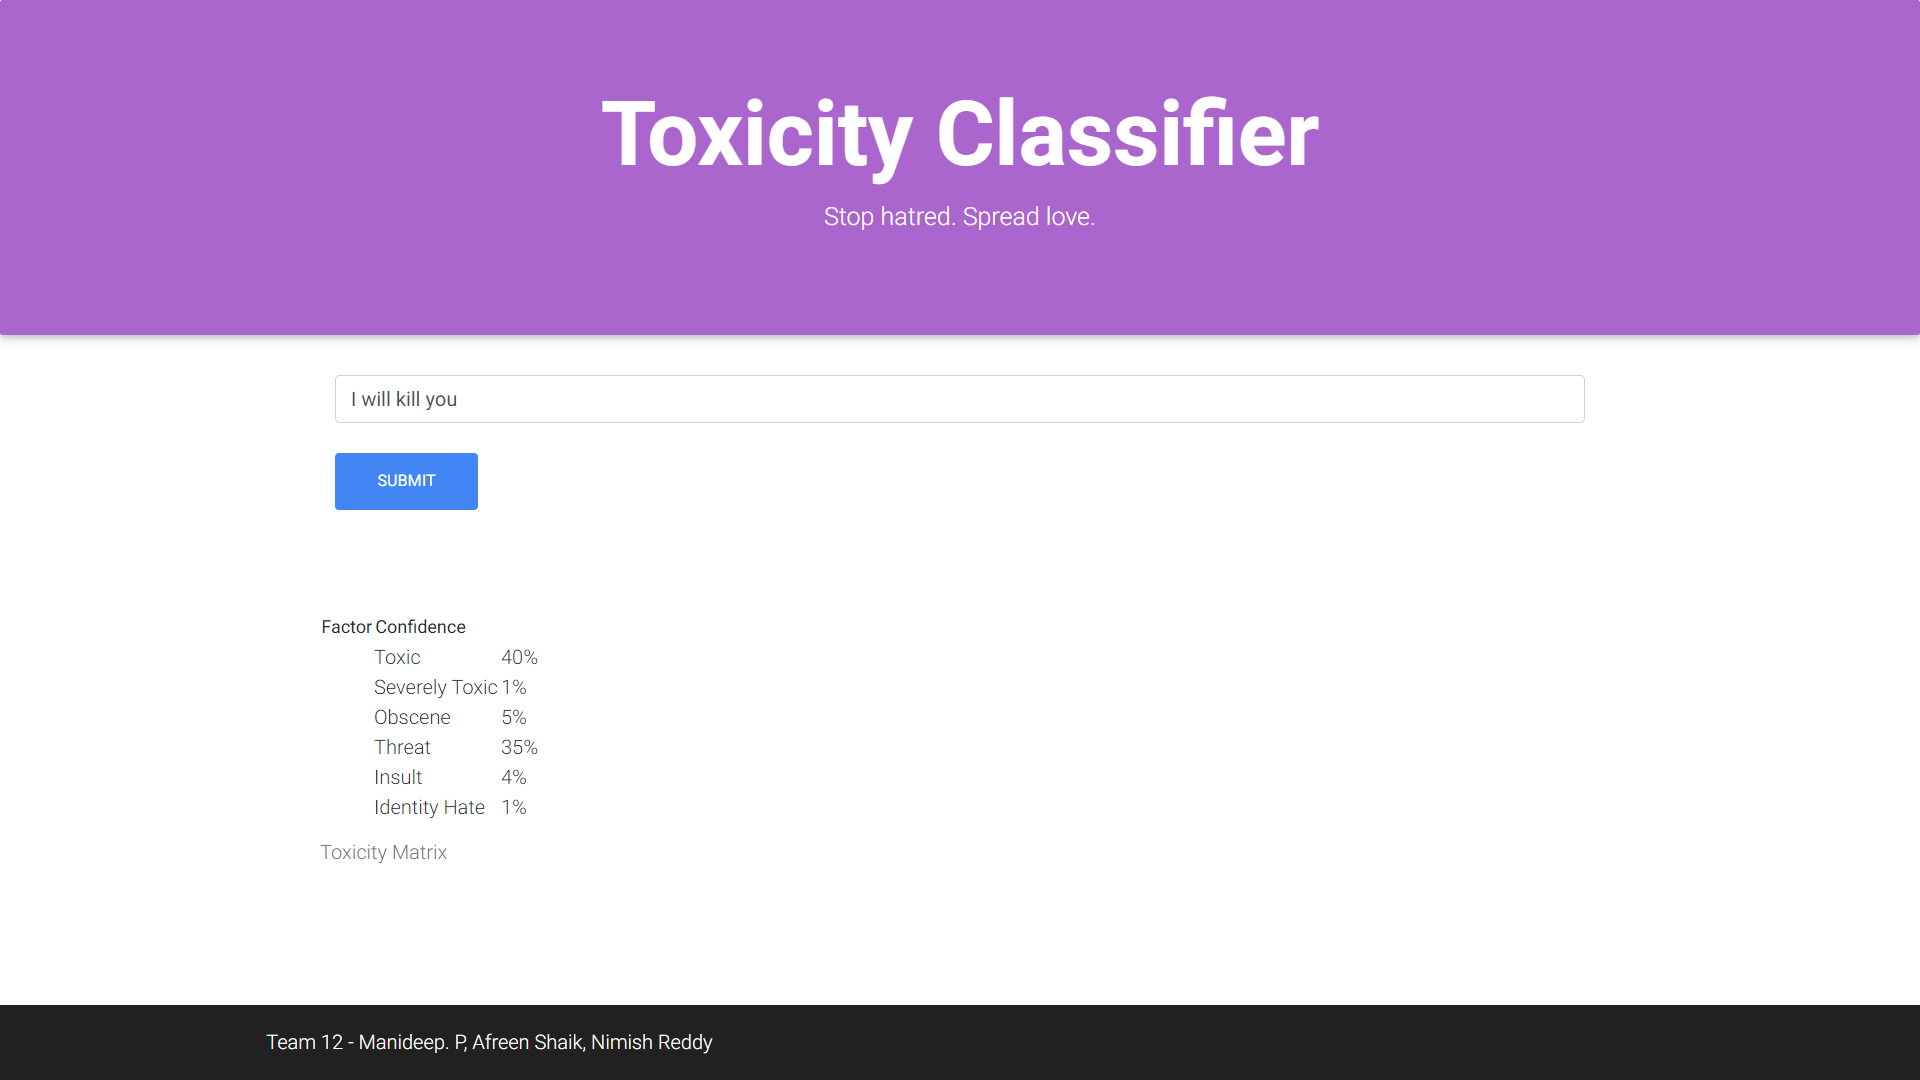 Toxicity Classifier
Stop hatred. Spread love.
I will kill you
SUBMIT
Factor Confidence
Toxic 40%
Severely Toxic 1%
Obscene 5%
Threat 35%
Insult 4%
Identity Hate 1%
Toxicity Matrix
Team 12 - Manideep. P, Afreen Shaik, Nimish Reddy